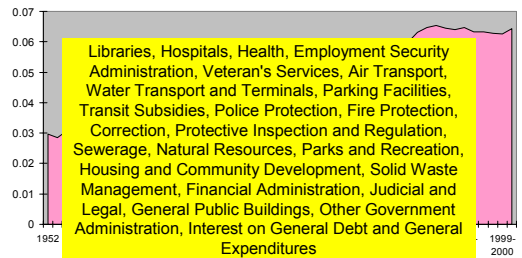 0.07
0.06
0.05
0.04
0.03
0.02
0.01
0
Libraries, Hospitals, Health, Employment Security
Administration, Veteran's Services, Air Transport,
Water Transport and Terminals, Parking Facilities,
Transit Subsidies, Police Protection, Fire Protection,
Correction, Protective Inspection and Regulation,
Sewerage, Natural Resources, Parks and Recreation,
Housing and Community Development, Solid Waste
Management, Financial Administration, Judicial and
Legal, General Public Buildings, Other Government
Administration, Interest on General Debt and General
Expenditures
1952
1999-
2000